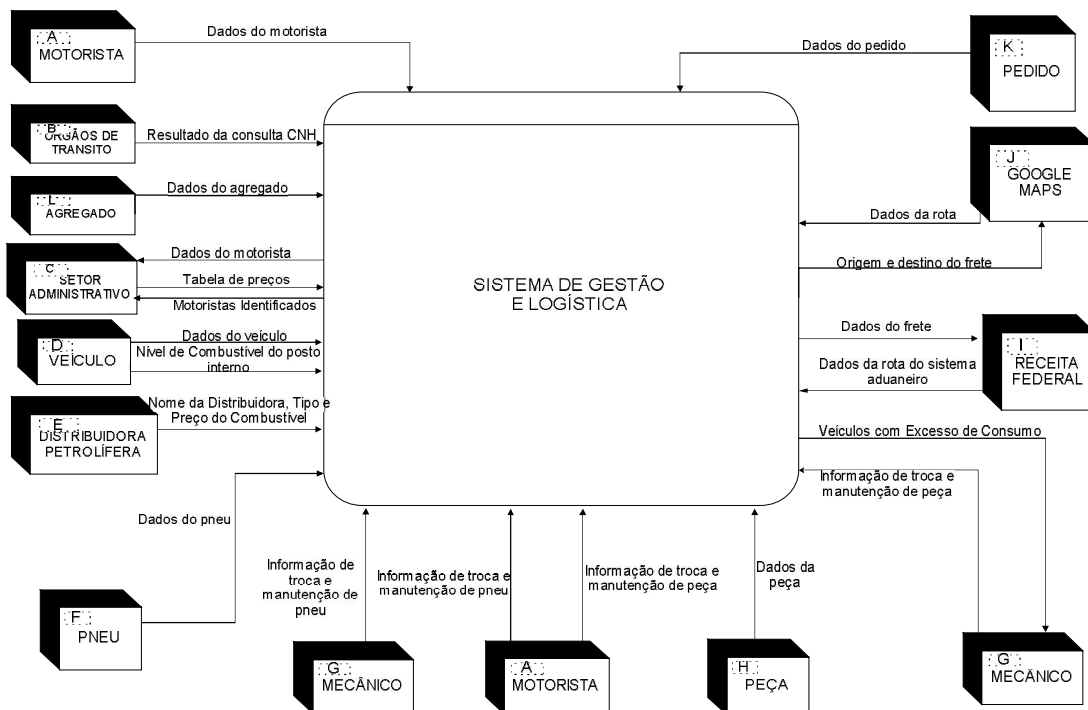 A
MOTORISTA
Dados do motorista
Dados do pedido
K
PEDIDO
B
ÓRGÃOS DE
TRÂNSITO
Resultado da consulta CNH
J
GOOGLE
MAPS
Dados da rota
Origem e destino do frete
L
AGREGADO
Dados do agregado
C
SETOR
ADMINISTRATIVO
Dados do motorista
Tabela de preços
Motoristas Identificados
SISTEMA DE GESTÃO
E LOGÍSTICA
D
VEÍCULO
Dados do veículo
Nível de Combustível do posto
interno
Dados do frete
Dados da rota do sistema
aduaneiro
I
RECEITA
FEDERAL
E
DISTRIBUIDORA
PETROLÍFERA
Nome da Distribuidora, Tipo e
Preço do Combustível
Veículos com Excesso de Consumo
Informação de troca e
manutenção de peça
Dados do pneu
F
PNEU
Informação de
troca e
manutenção de
pneu
Informação de troca e
manutenção de pneu
Informação de troca e
manutenção de peça
Dados da
peça
G
MECÂNICO
A
MOTORISTA
H
PEÇA
G
MECÂNICO